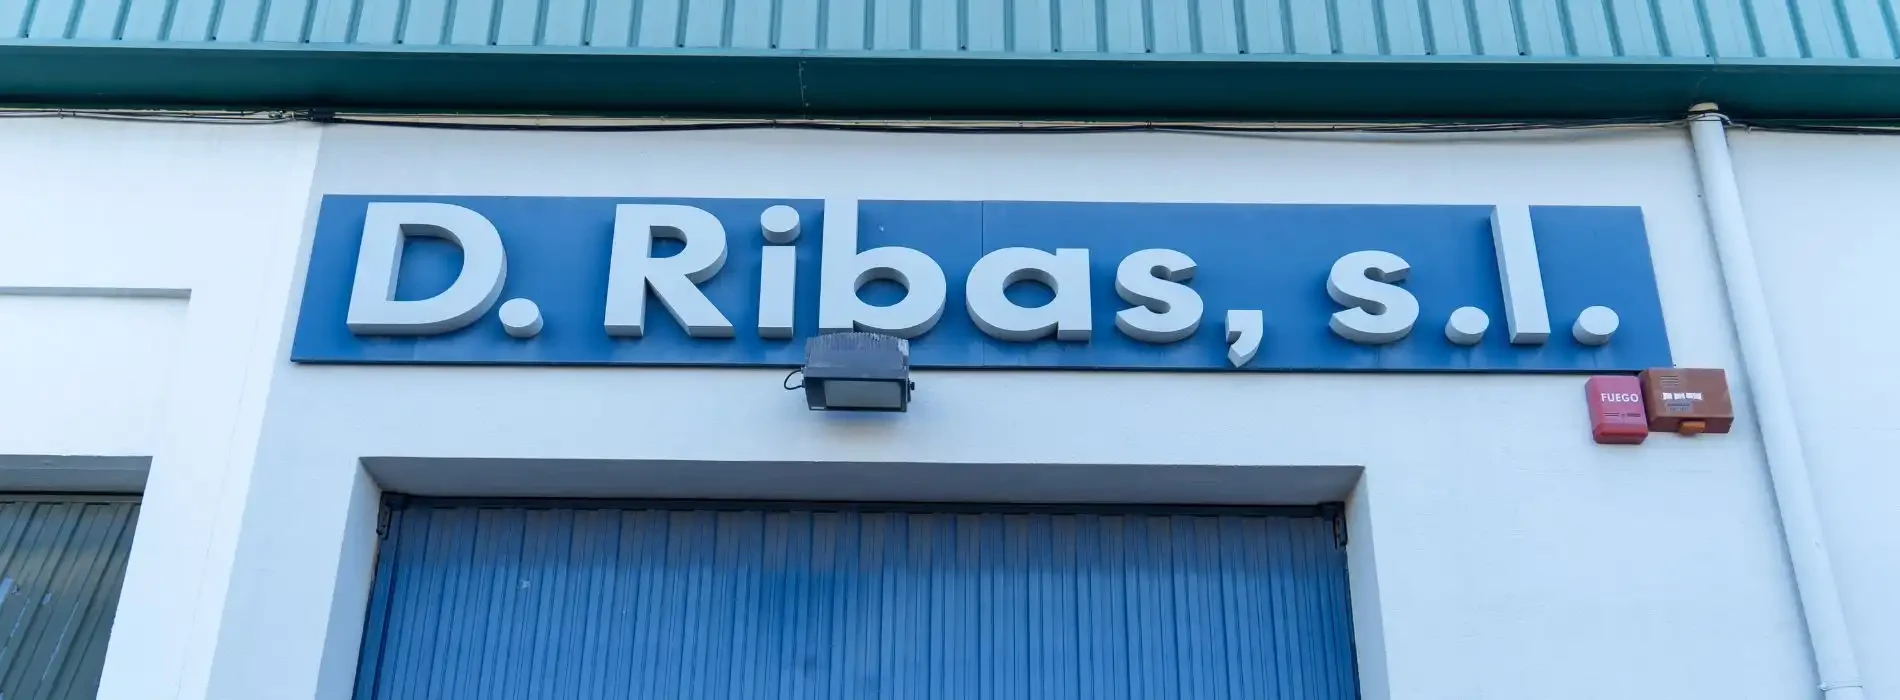 D. Ribas, s.l.
FUEGO